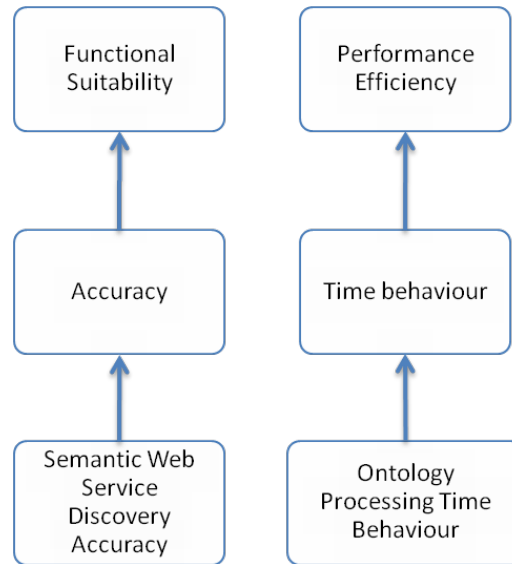 Functional
Suitability
Performance
Efficiency
Accuracy
Time behaviour
Semantic Web
Service
Discovery
Accuracy
Ontology
Processing Time
Behaviour